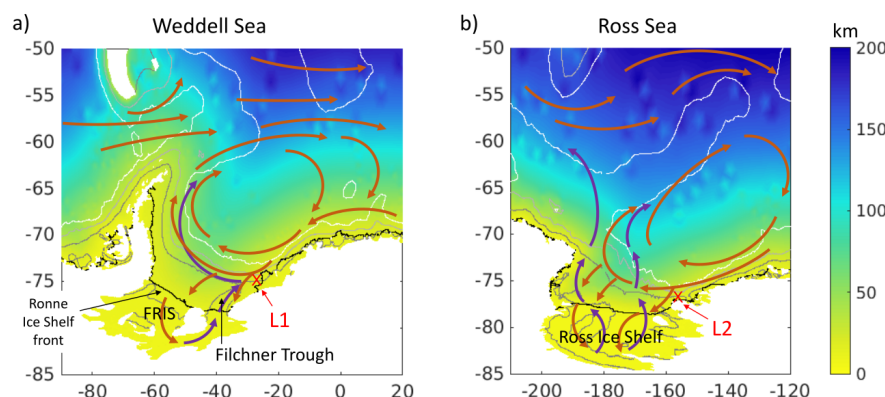 a)
Weddell Sea
b)
Ross Sea
km
-50
-55
-60
-65
-70
-75
-80
-85
Ronne
Ice Shelf
front
FRIS
L1
Filchner Trough
-80
-60
-40
-20
0
20
-50
-55
-60
-65
-70
-75
-80
-85
L2
Ross Ice Shelf
-200
-180
-160
-140
-120
200
150
100
50
0